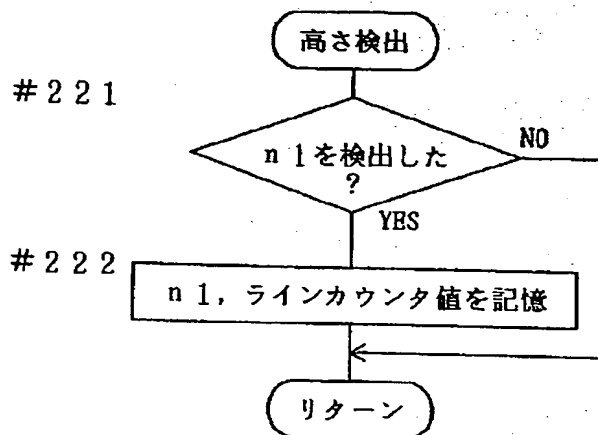 高さ検出
#221
n1を検出した
?
NO
YES
#222
n1,ラインカウンタ値を記憶
リターン